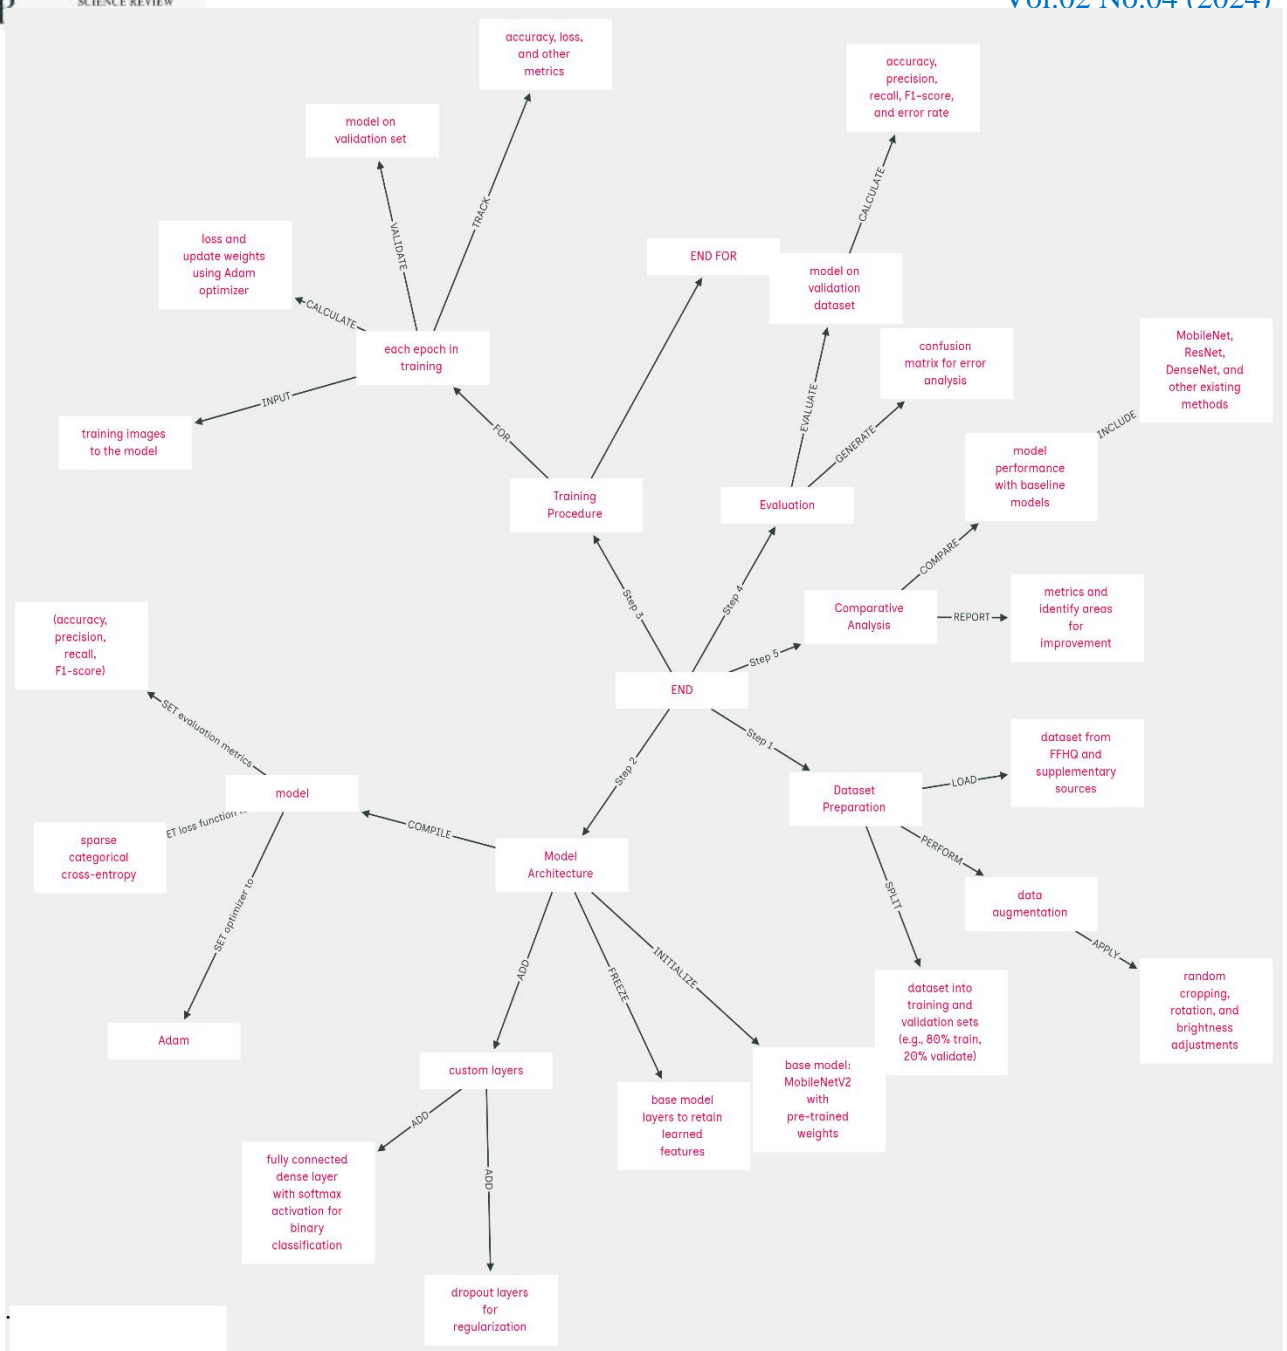 SCIENCE REVIEW
Vol.02 No.04 (2024)
accuracy, loss,
and other
metrics
accuracy,
precision,
recall, F1-score,
and error rate
model on
validation set
TRACK
CALCULATE
VALIDATE
loss and
update weights
using Adam
optimizer
END FOR
model on
validation
dataset
CALCULATE
each epoch in
training
confusion
matrix for error
analysis
MobileNet,
ResNet,
DenseNet, and
other existing
methods
INPUT
EVALUATE
INCLUDE
training images
to the model
FOR
GENERATE
model
performance
with baseline
models
Training
Procedure
Evaluation
COMPARE
Step 3
Step 4
Comparative
Analysis
REPORT
metrics and
identify areas
for
improvement
(accuracy,
precision,
recall,
F1-score)
Step 5
END
SET evaluation metrics
Step 2
Step 1
dataset from
FFHQ and
supplementary
sources
model
Dataset
Preparation
LOAD
ET loss function
COMPILE
sparse
categorical
cross-entropy
Model
Architecture
PERFORM
SPLIT
data
augmentation
SET optimizer to
ADD
FREEZE
INITIALIZE
APPLY
dataset into
training and
validation sets
(e.g., 80% train,
20% validate)
random
cropping,
rotation, and
brightness
adjustments
Adam
custom layers
base model
layers to retain
learned
features
base model:
MobileNetV2
with
pre-trained
weights
ADD
ADD
fully connected
dense layer
with softmax
activation for
binary
classification
dropout layers
for
regularization
.